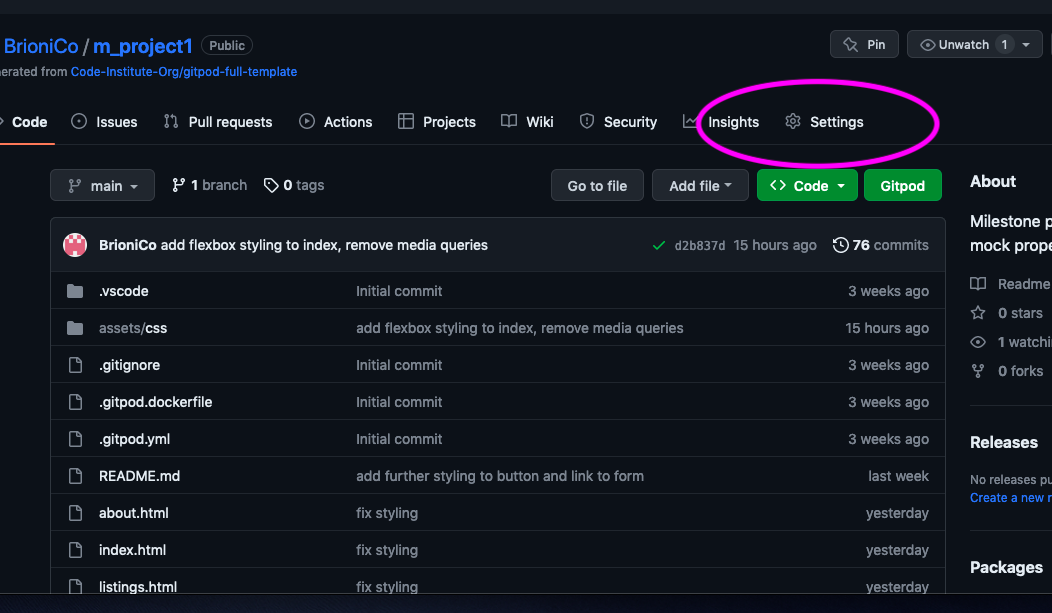 BrioniCo / m_project1 Public
Pin
Unwatch 1
erated from Code-Institute-Org/gitpod-full-template
Code Issues Pull requests Actions Projects Wiki Security Insights Settings
main 1 branch 0 tags
Go to file Add file Code Gitpod
BrioniCo add flexbox styling to index, remove media queries d2b837d 15 hours ago 76 commits
.vscode Initial commit 3 weeks ago
assets/css add flexbox styling to index, remove media queries 15 hours ago
.gitignore Initial commit 3 weeks ago
.gitpod.dockerfile Initial commit 3 weeks ago
.gitpod.yml Initial commit 3 weeks ago
README.md add further styling to button and link to form last week
about.html fix styling yesterday
index.html fix styling yesterday
listings.html fix styling yesterday
About
Milestone p
mock prope
Readme
0 stars
1 watchi
0 forks
Releases
No releases pu
Create a new r
Packages